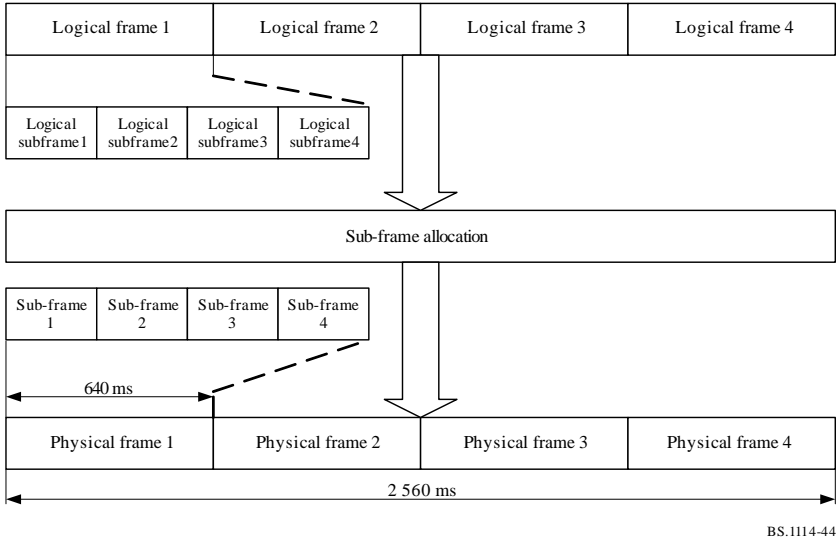 Logical frame 1 Logical frame 2 Logical frame 3 Logical frame 4
Logical Logical Logical Logical
subframe1 subframe2 subframe3 subframe4
Sub-frame allocation
Sub-frame Sub-frame Sub-frame Sub-frame
1 2 3 4
640 ms
Physical frame 1 Physical frame 2 Physical frame 3 Physical frame 4
2 560 ms
BS.1114-44